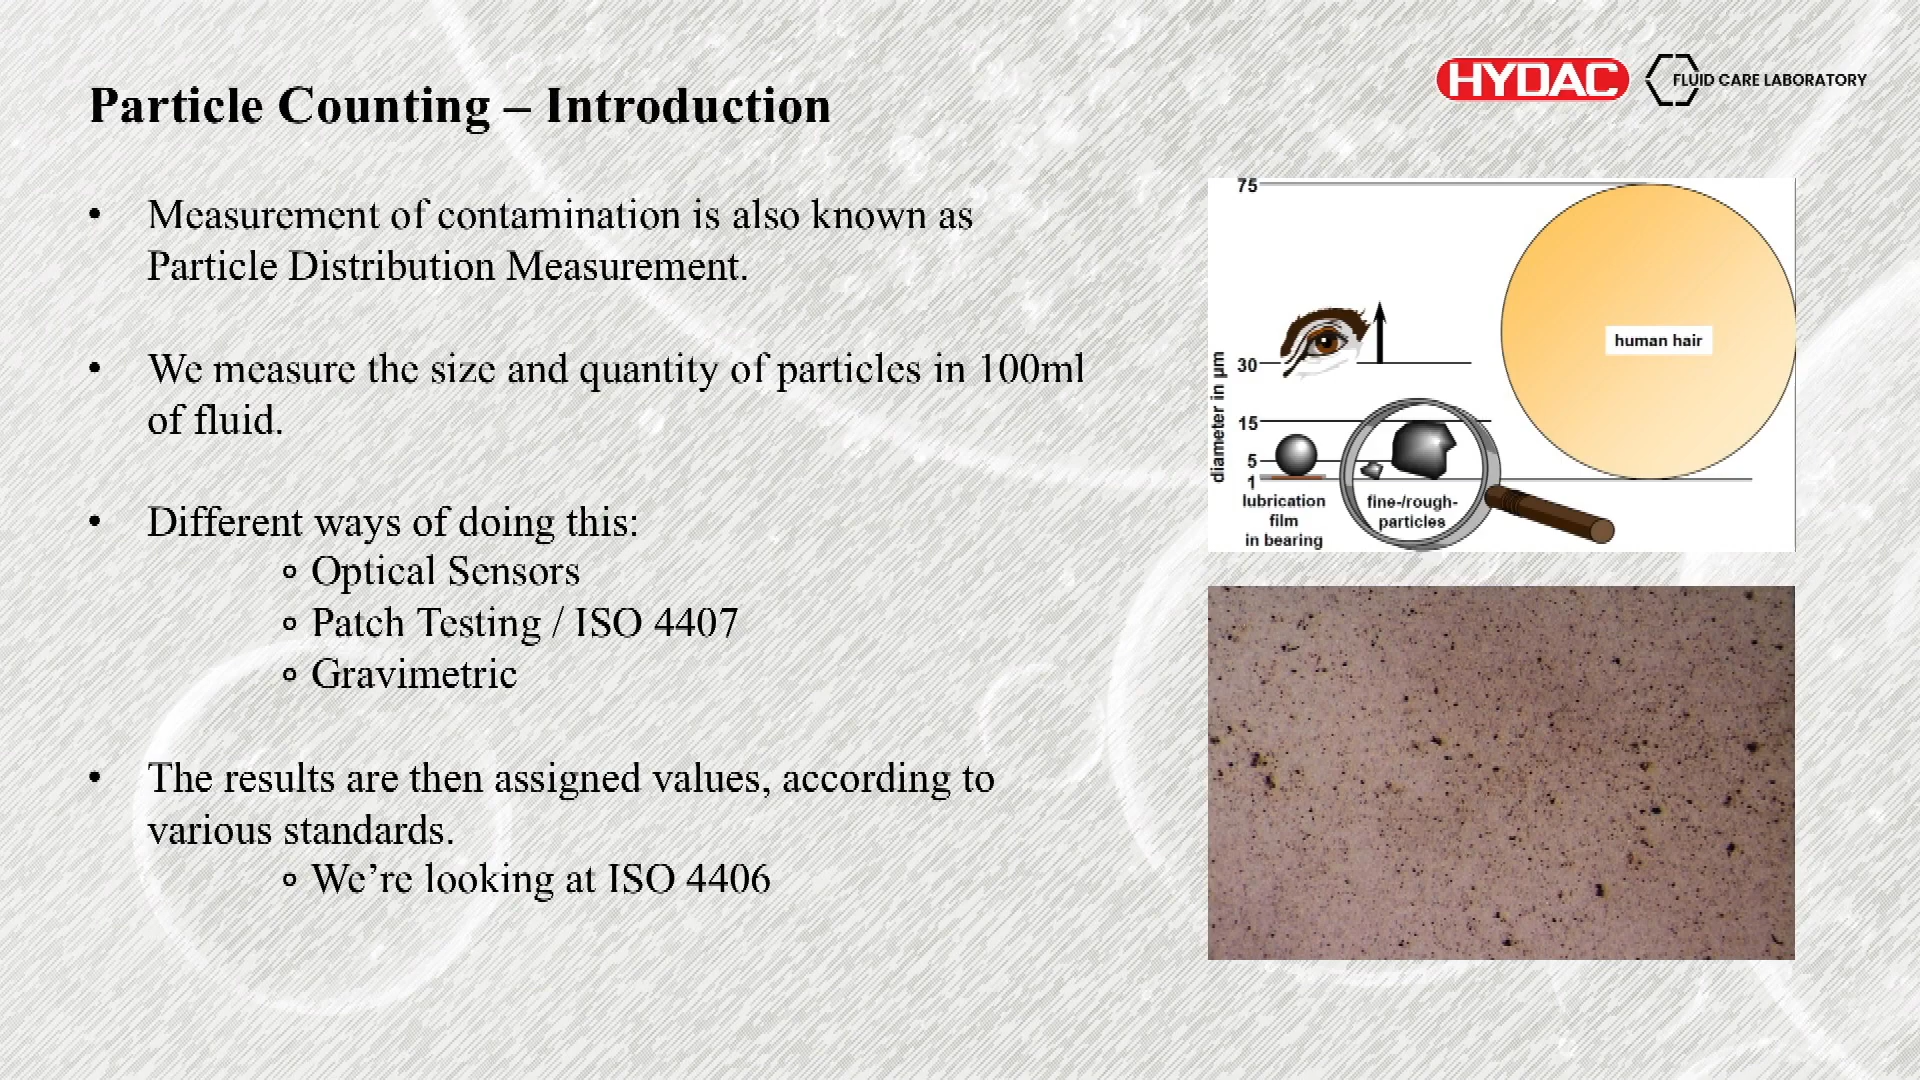 HYDAC
FLUID CARE LABORATORY
Particle Counting – Introduction
• Measurement of contamination is also known as
Particle Distribution Measurement.
• We measure the size and quantity of particles in 100ml
of fluid.
• Different ways of doing this:
Optical Sensors
Patch Testing / ISO 4407
Gravimetric
• The results are then assigned values, according to
various standards.
We’re looking at ISO 4406
diameter in µm
75
30
15
5
1
human hair
lubrication
film
in bearing
fine-/rough-
particles